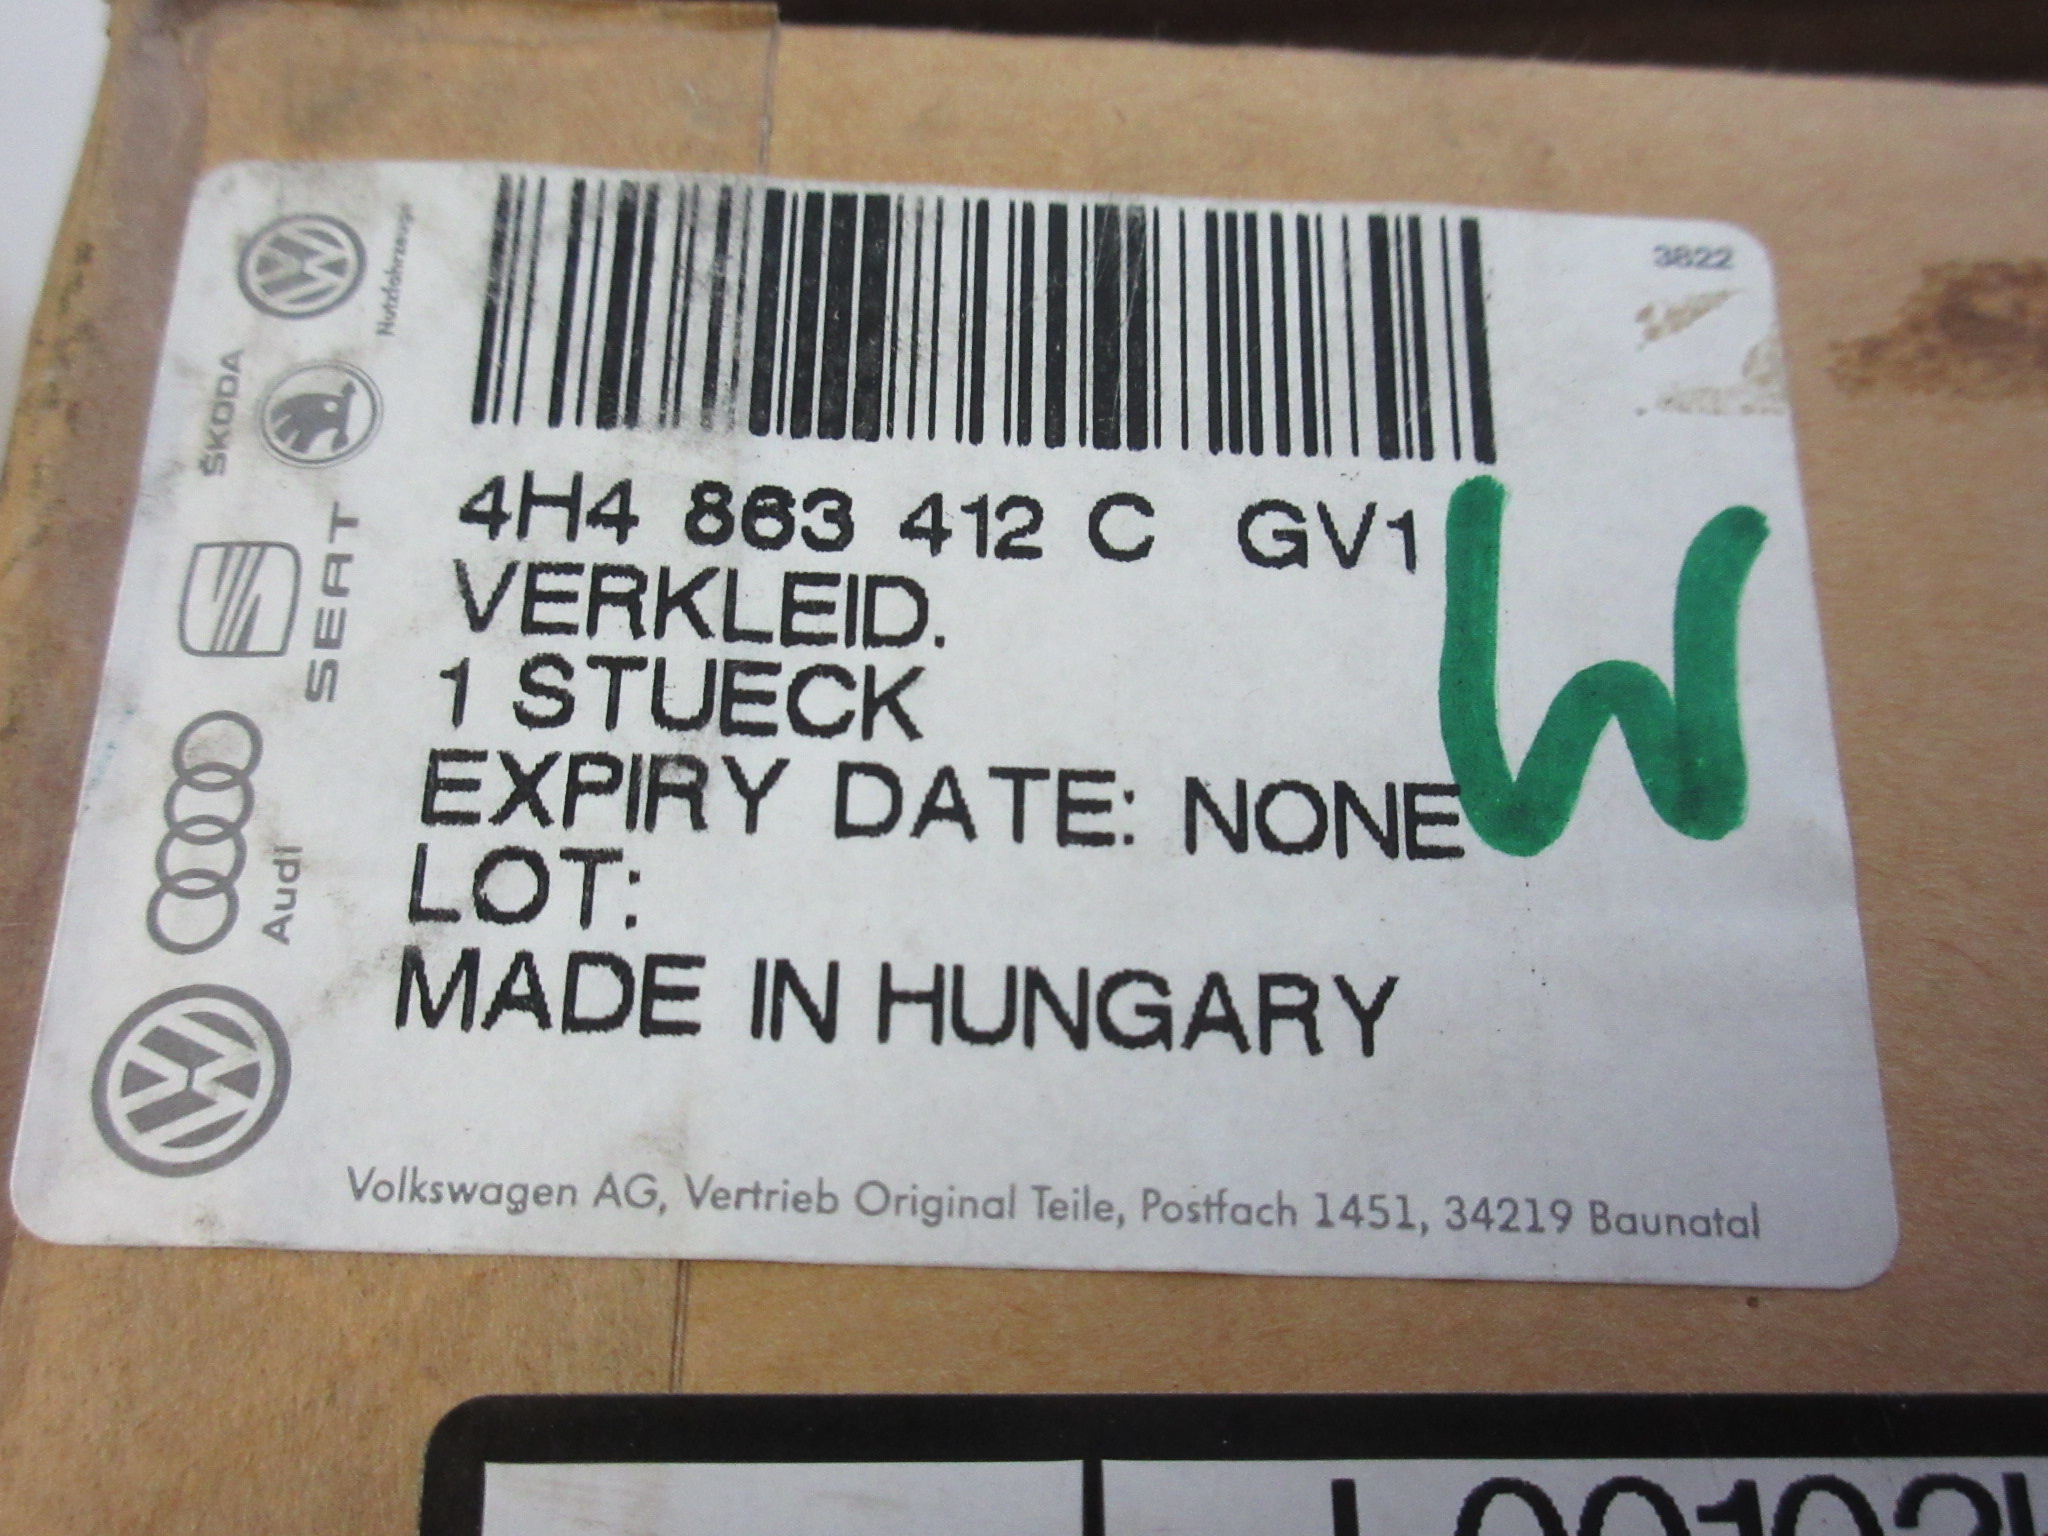 3822
Nutzfahrzeuge
ŠKODA
SEAT
Audi
4H4 863 412 C GV1
VERKLEID.
1 STUECK
EXPIRY DATE: NONE
LOT:
MADE IN HUNGARY
W
Volkswagen AG, Vertrieb Original Teile, Postfach 1451, 34219 Baunatal